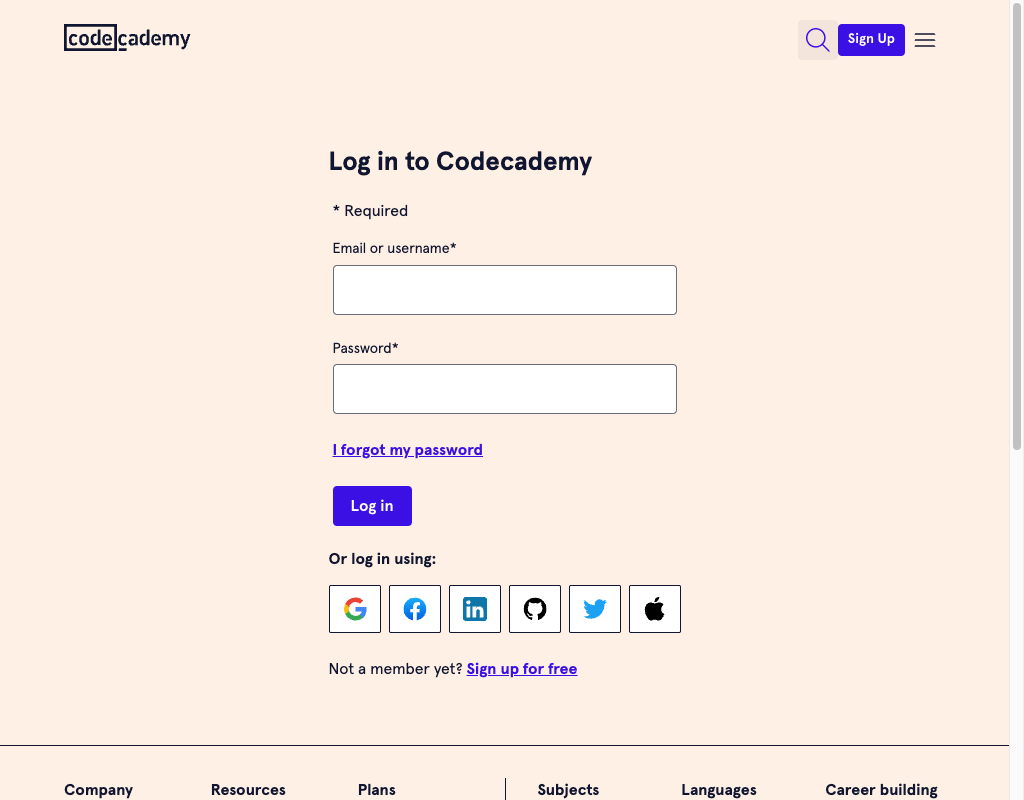 codecademy
Sign Up
Log in to Codecademy
* Required
Email or username*
Password*
I forgot my password
Log in
Or log in using:
in
Not a member yet? Sign up for free
Company Resources Plans Subjects Languages Career building